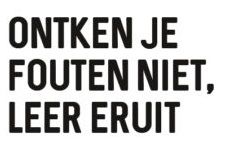 ONTKEN JE
FOUTEN NIET,
LEER ERUIT